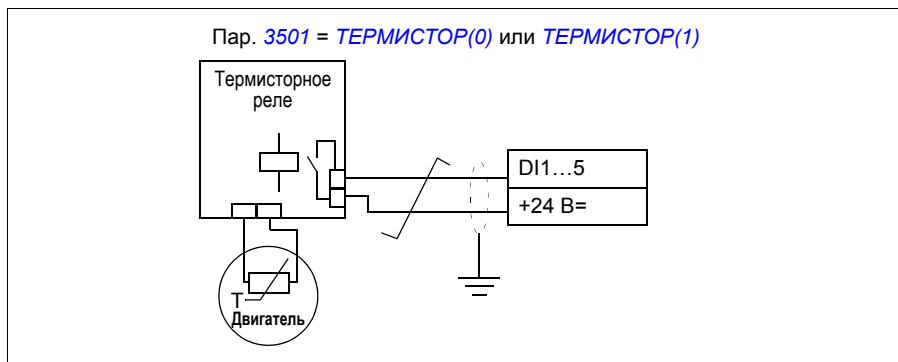 Пар. 3501 = ТЕРМИСТОР(0) или ТЕРМИСТОР(1)
Термисторное
реле
DI1…5
+24 В=
T
Двигатель